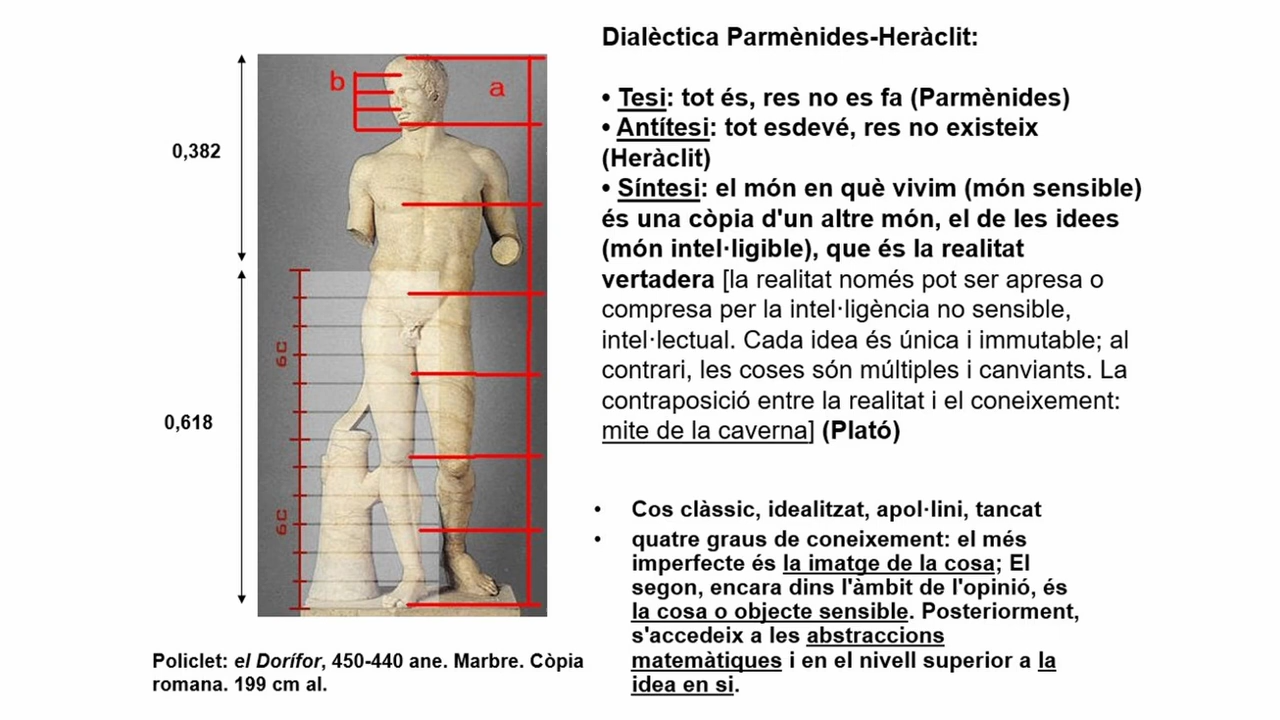 Dialèctica Parmènides-Heràclit:
• Tesi: tot és, res no es fa (Parmènides)
• Antítesi: tot esdevé, res no existeix
(Heràclit)
• Síntesi: el món en què vivim (món sensible)
és una còpia d'un altre món, el de les idees
(món intel·ligible), que és la realitat
vertadera [la realitat només pot ser apresa o
compresa per la intel·ligència no sensible,
intel·lectual. Cada idea és única i immutable; al
contrari, les coses són múltiples i canviants. La
contraposició entre la realitat i el coneixement:
mite de la caverna] (Plató)
• Cos clàssic, idealitzat, apol·lini, tancat
• quatre graus de coneixement: el més
imperfecte és la imatge de la cosa; El
segon, encara dins l'àmbit de l'opinió, és
la cosa o objecte sensible. Posteriorment,
s'accedeix a les abstraccions
matemàtiques i en el nivell superior a la
idea en si.
b
a
0,382
6C
0,618
6C
Policlet: el Dorífor, 450-440 ane. Marbre. Còpia
romana. 199 cm al.